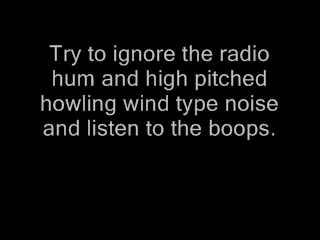 Try to ignore the radio
hum and high pitched
howling wind type noise
and listen to the boops.